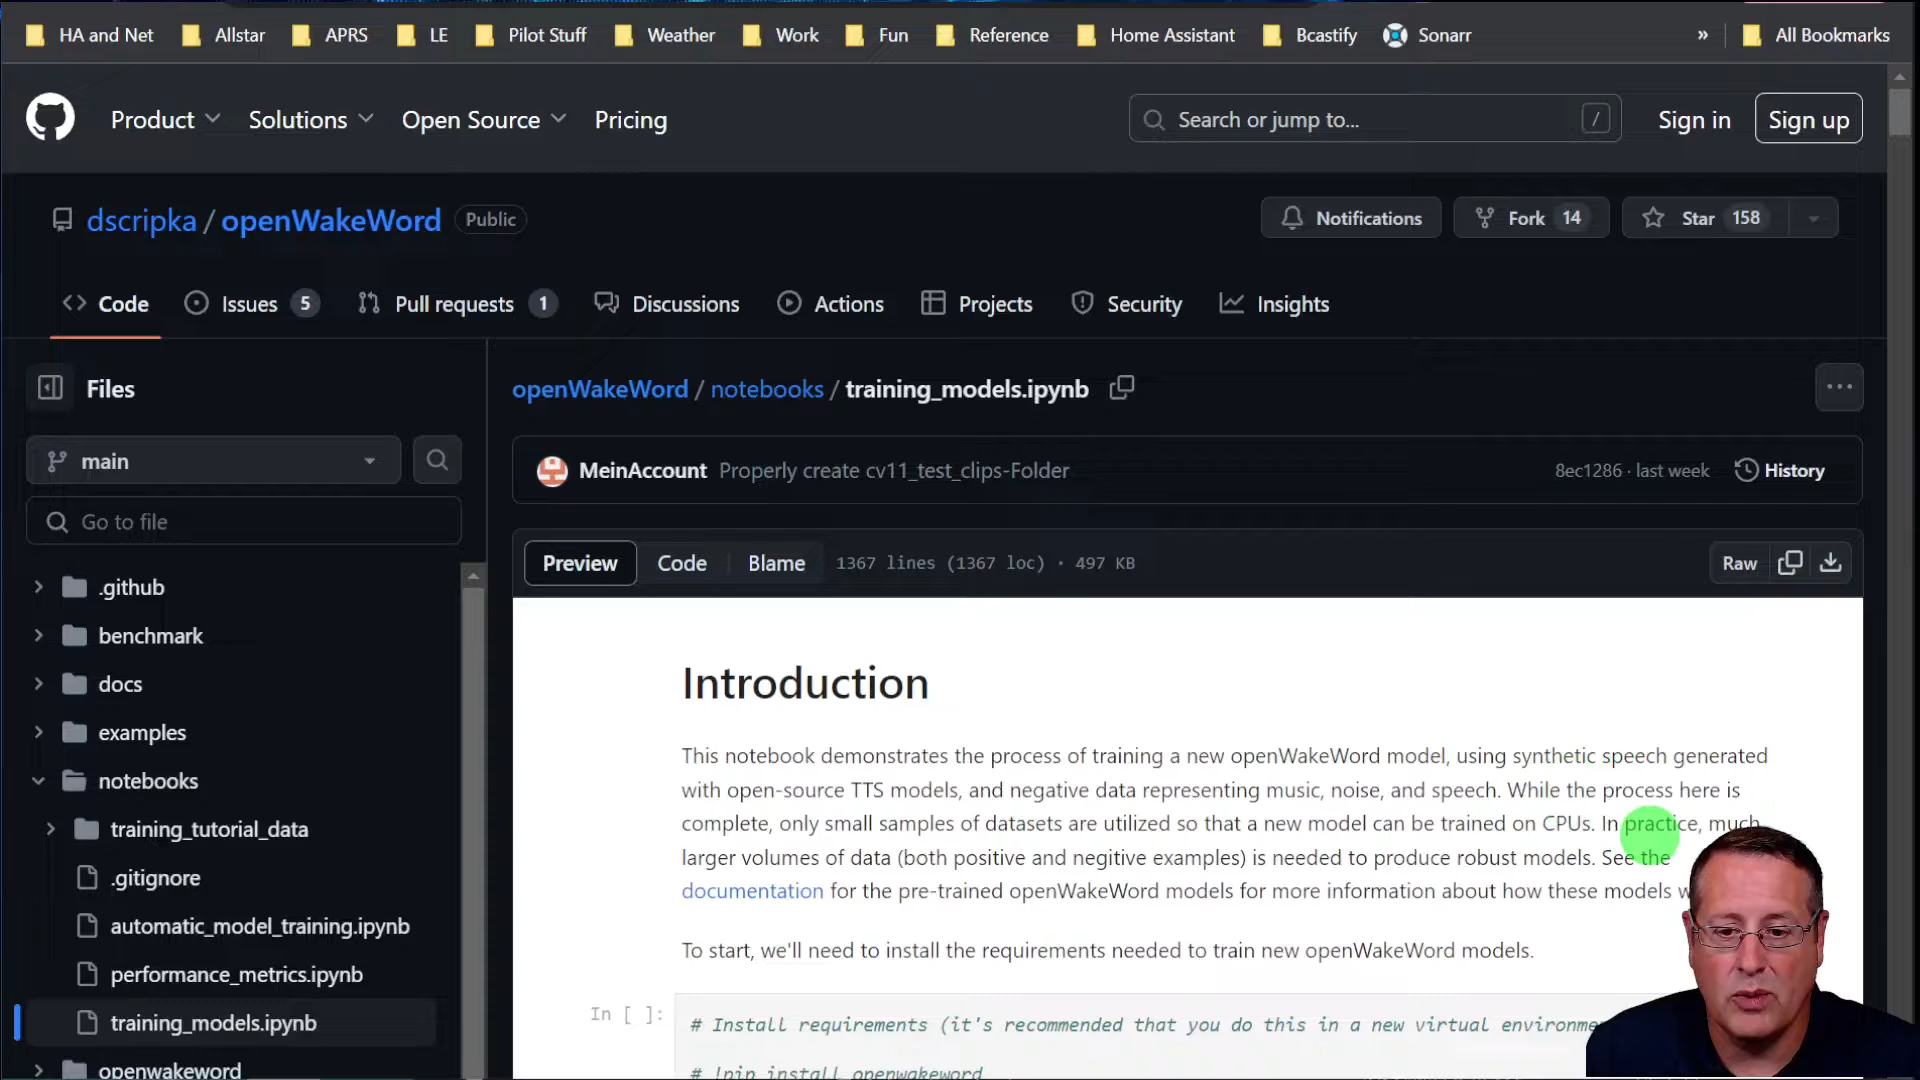 HA and Net Allstar APRS LE Pilot Stuff Weather Work Fun Reference Home Assistant Bcastify Sonarr » All Bookmarks
Product Solutions Open Source Pricing Search or jump to... / Sign in Sign up
dscripka / openWakeWord Public Notifications Fork 14 Star 158
Code Issues 5 Pull requests 1 Discussions Actions Projects Security Insights
Files
main
Go to file
.github
benchmark
docs
examples
notebooks
training_tutorial_data
.gitignore
automatic_model_training.ipynb
performance_metrics.ipynb
training_models.ipynb
openwakeword
openWakeWord / notebooks / training_models.ipynb
MeinAccount Properly create cv11_test_clips-Folder 8ec1286 · last week History
Preview Code Blame 1367 lines (1367 loc) · 497 KB Raw
Introduction
This notebook demonstrates the process of training a new openWakeWord model, using synthetic speech generated
with open-source TTS models, and negative data representing music, noise, and speech. While the process here is
complete, only small samples of datasets are utilized so that a new model can be trained on CPUs. In practice, much
larger volumes of data (both positive and negitive examples) is needed to produce robust models. See the
documentation for the pre-trained openWakeWord models for more information about how these models
To start, we'll need to install the requirements needed to train new openWakeWord models.
In [ ]:
# Install requirements (it's recommended that you do this in a new virtual
# !pip install openwakeword